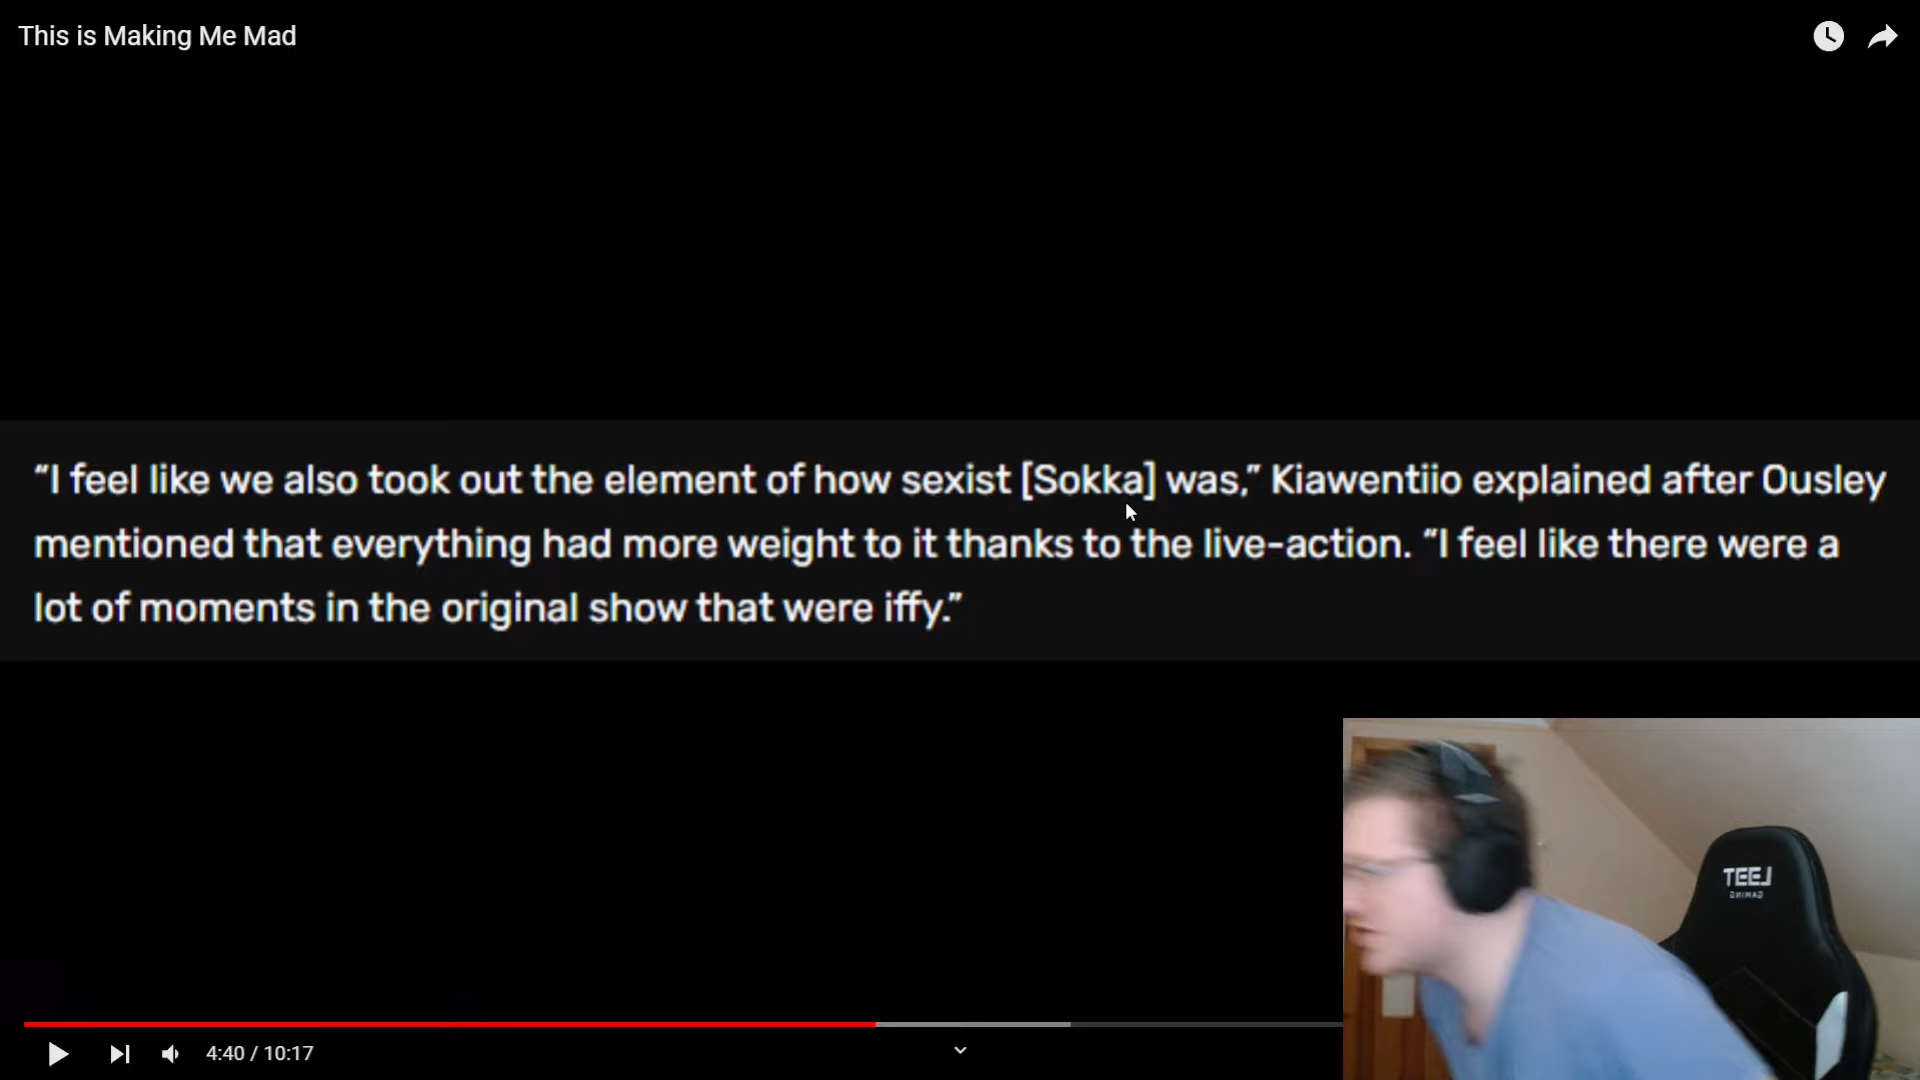 This is Making Me Mad
“I feel like we also took out the element of how sexist [Sokka] was,” Kiawentiio explained after Ousley
mentioned that everything had more weight to it thanks to the live-action. “I feel like there were a
lot of moments in the original show that were iffy.”
LEET
GAMING
4:40 / 10:17